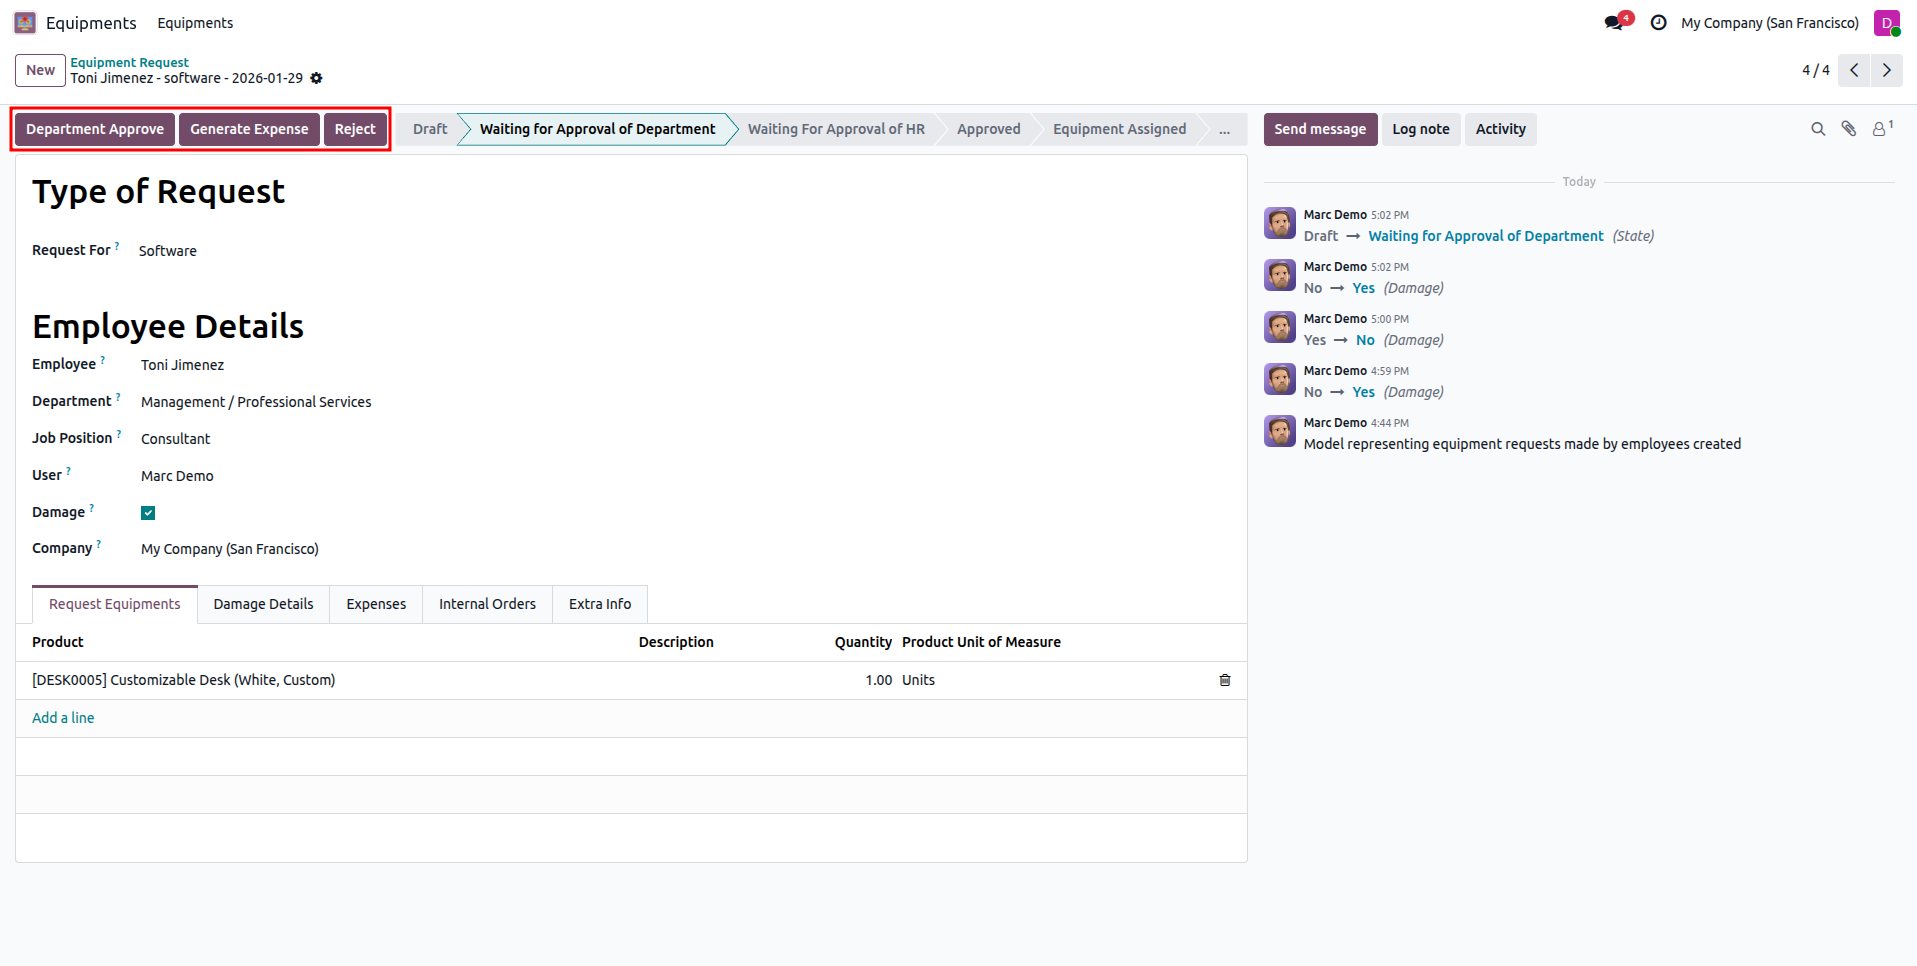 Equipments Equipments 4 My Company (San Francisco) D
New Equipment Request
Toni Jimenez - software - 2026-01-29
4 / 4
Department Approve Generate Expense Reject Draft Waiting for Approval of Department Waiting For Approval of HR Approved Equipment Assigned ...
Send message Log note Activity 1
Type of Request
Request For ? Software
Employee Details
Employee ? Toni Jimenez
Department ? Management / Professional Services
Job Position ? Consultant
User ? Marc Demo
Damage ?
Company ? My Company (San Francisco)
Request Equipments Damage Details Expenses Internal Orders Extra Info
Product Description Quantity Product Unit of Measure
[DESK0005] Customizable Desk (White, Custom) 1.00 Units
Add a line
Today
Marc Demo 5:02 PM
Draft → Waiting for Approval of Department (State)
Marc Demo 5:02 PM
No → Yes (Damage)
Marc Demo 5:00 PM
Yes → No (Damage)
Marc Demo 4:59 PM
No → Yes (Damage)
Marc Demo 4:44 PM
Model representing equipment requests made by employees created